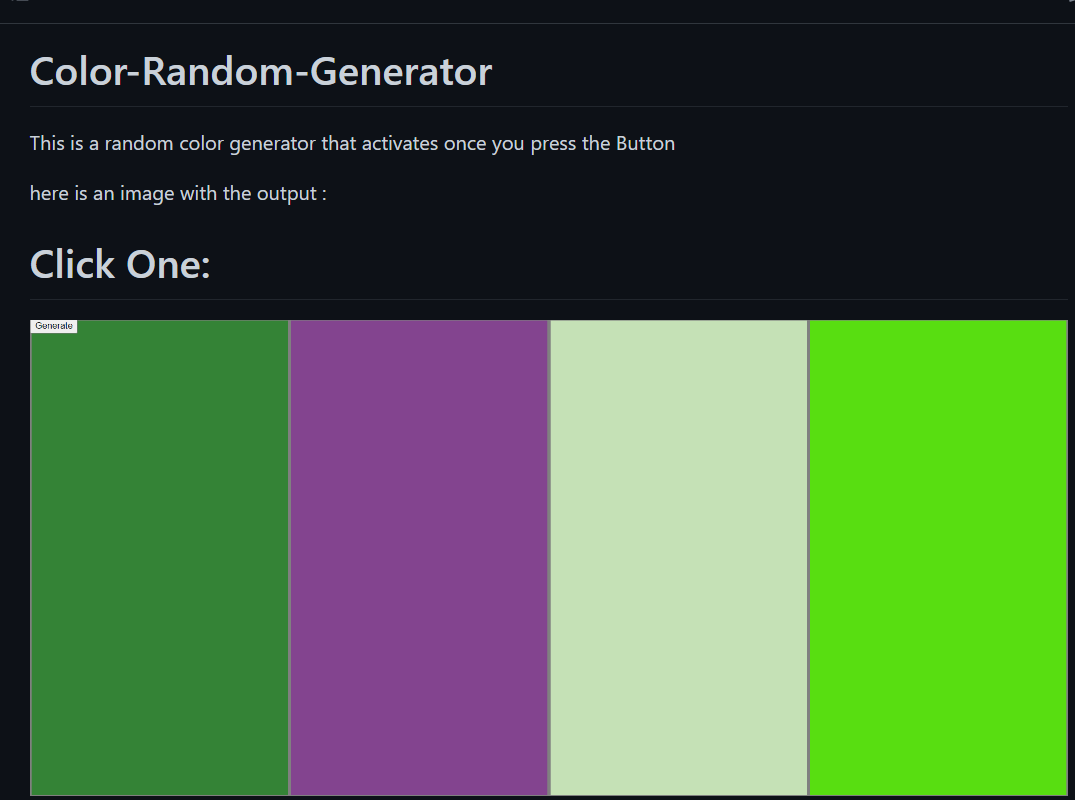 Color-Random-Generator
This is a random color generator that activates once you press the Button
here is an image with the output :
Click One:
Generate